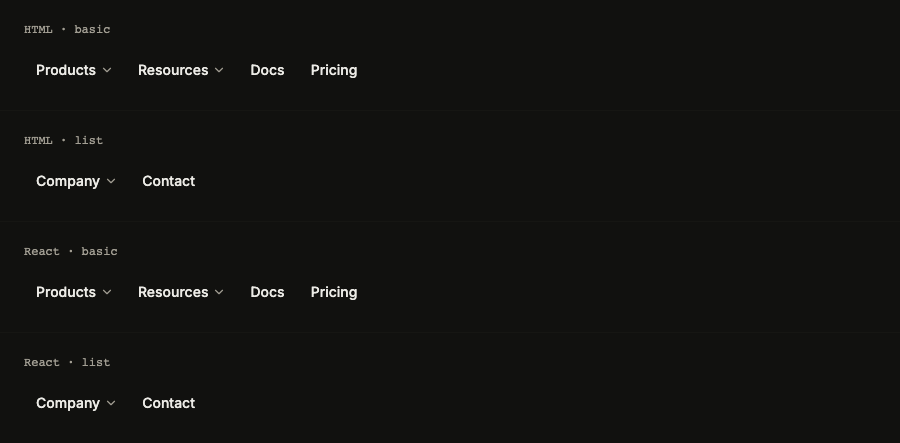 HTML · basic
Products Resources Docs Pricing
HTML · list
Company Contact
React · basic
Products Resources Docs Pricing
React · list
Company Contact